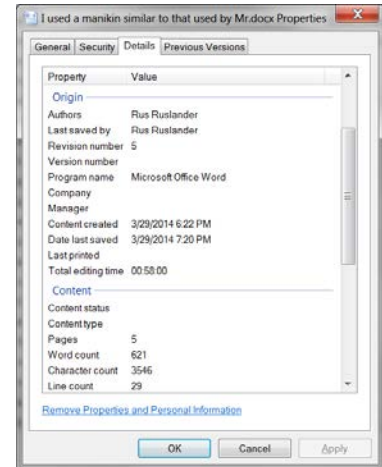 I used a manikin similar to that used by Mr.docx Properties
General Security Details Previous Versions
Property Value
Origin
Authors Rus Ruslander
Last saved by Rus Ruslander
Revision number 5
Version number
Program name Microsoft Office Word
Company
Manager
Content created 3/29/2014 6:22 PM
Date last saved 3/29/2014 7:20 PM
Last printed
Total editing time 00:58:00
Content
Content status
Content type
Pages 5
Word count 621
Character count 3546
Line count 29
Remove Properties and Personal Information
OK Cancel Apply